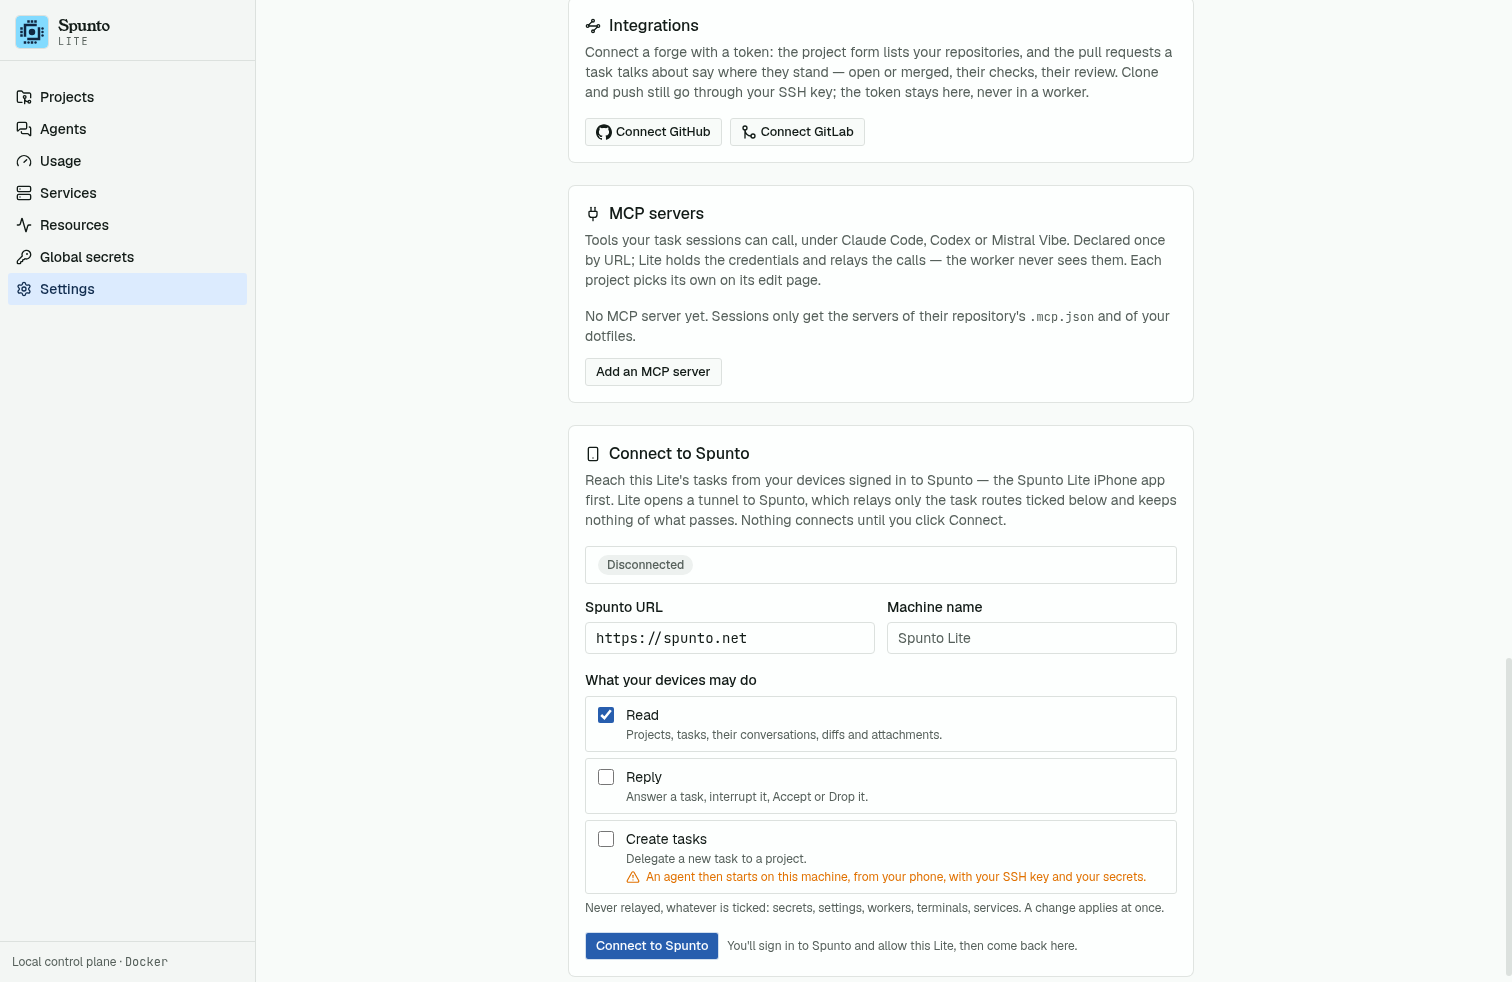 Spunto
LITE
Projects
Agents
Usage
Services
Resources
Global secrets
Settings
Local control plane · Docker
Integrations
Connect a forge with a token: the project form lists your repositories, and the pull requests a
task talks about say where they stand — open or merged, their checks, their review. Clone
and push still go through your SSH key; the token stays here, never in a worker.
Connect GitHub
Connect GitLab
MCP servers
Tools your task sessions can call, under Claude Code, Codex or Mistral Vibe. Declared once
by URL; Lite holds the credentials and relays the calls — the worker never sees them. Each
project picks its own on its edit page.
No MCP server yet. Sessions only get the servers of their repository's .mcp.json and of your
dotfiles.
Add an MCP server
Connect to Spunto
Reach this Lite's tasks from your devices signed in to Spunto — the Spunto Lite iPhone app
first. Lite opens a tunnel to Spunto, which relays only the task routes ticked below and keeps
nothing of what passes. Nothing connects until you click Connect.
Disconnected
Spunto URL
https://spunto.net
Machine name
Spunto Lite
What your devices may do
Read
Projects, tasks, their conversations, diffs and attachments.
Reply
Answer a task, interrupt it, Accept or Drop it.
Create tasks
Delegate a new task to a project.
An agent then starts on this machine, from your phone, with your SSH key and your secrets.
Never relayed, whatever is ticked: secrets, settings, workers, terminals, services. A change applies at once.
Connect to Spunto
You'll sign in to Spunto and allow this Lite, then come back here.